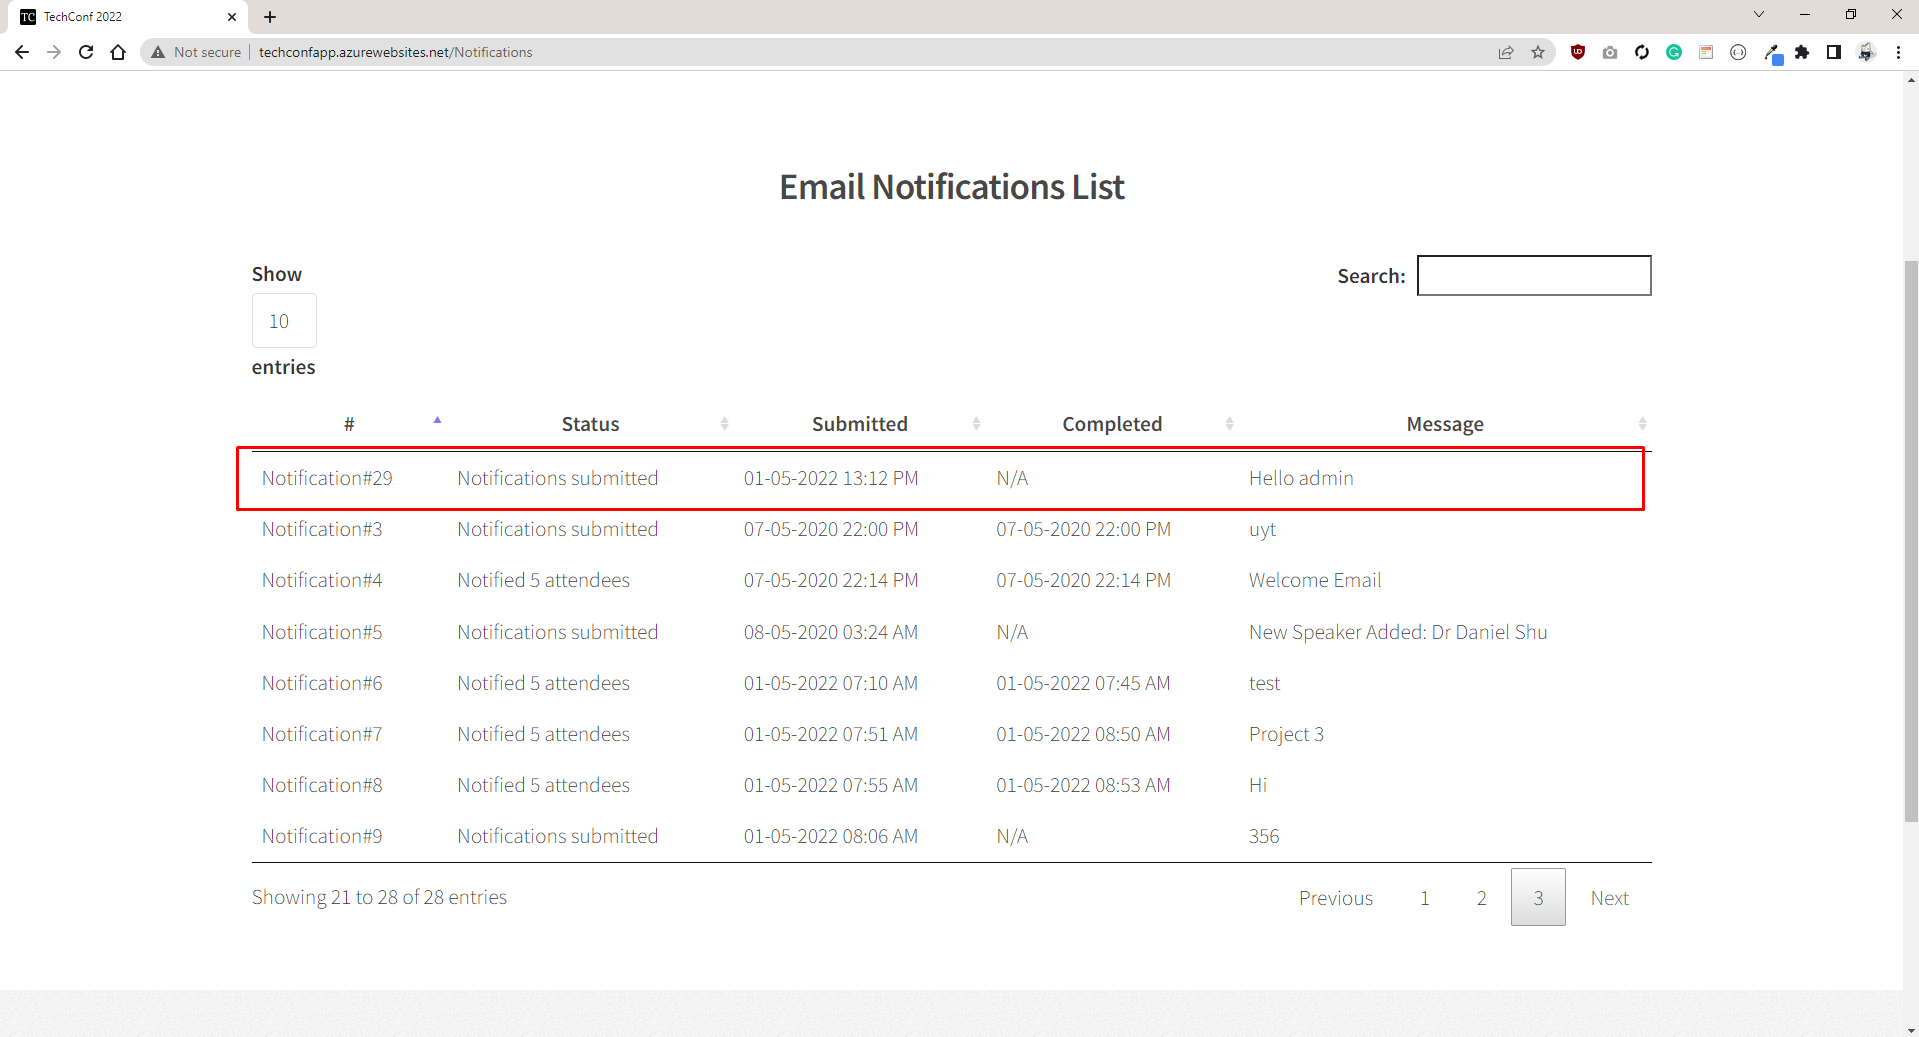 TC TechConf 2022
Not secure techconfapp.azurewebsites.net/Notifications
Email Notifications List
Show
10
entries
Search:
# Status Submitted Completed Message
Notification#29 Notifications submitted 01-05-2022 13:12 PM N/A Hello admin
Notification#3 Notifications submitted 07-05-2020 22:00 PM 07-05-2020 22:00 PM uyt
Notification#4 Notified 5 attendees 07-05-2020 22:14 PM 07-05-2020 22:14 PM Welcome Email
Notification#5 Notifications submitted 08-05-2020 03:24 AM N/A New Speaker Added: Dr Daniel Shu
Notification#6 Notified 5 attendees 01-05-2022 07:10 AM 01-05-2022 07:45 AM test
Notification#7 Notified 5 attendees 01-05-2022 07:51 AM 01-05-2022 08:50 AM Project 3
Notification#8 Notified 5 attendees 01-05-2022 07:55 AM 01-05-2022 08:53 AM Hi
Notification#9 Notifications submitted 01-05-2022 08:06 AM N/A 356
Showing 21 to 28 of 28 entries Previous 1 2 3 Next